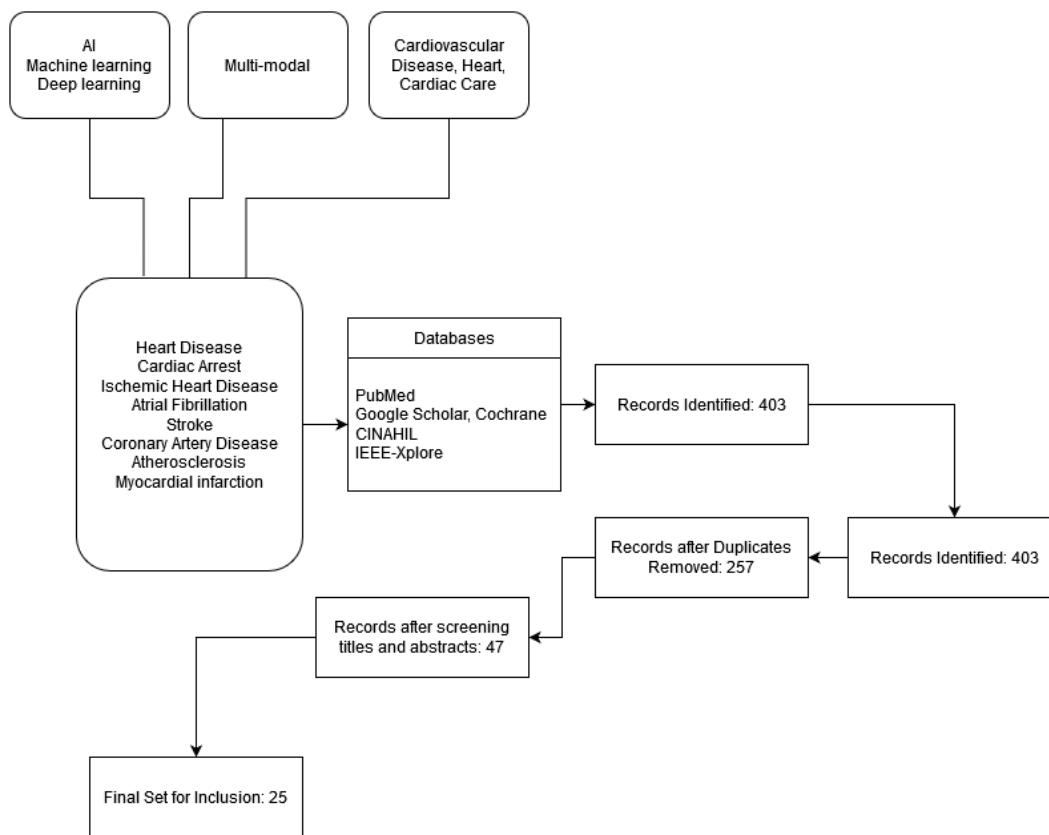 AI
Machine learning
Deep learning
Multi-modal
Cardiovascular
Disease, Heart,
Cardiac Care
Heart Disease
Cardiac Arrest
Ischemic Heart Disease
Atrial Fibrillation
Stroke
Coronary Artery Disease
Atherosclerosis
Myocardial infarction
Databases
PubMed
Google Scholar, Cochrane
CINAHIL
IEEE-Xplore
Records Identified: 403
Records Identified: 403
Records after Duplicates
Removed: 257
Records after screening
titles and abstracts: 47
Final Set for Inclusion: 25